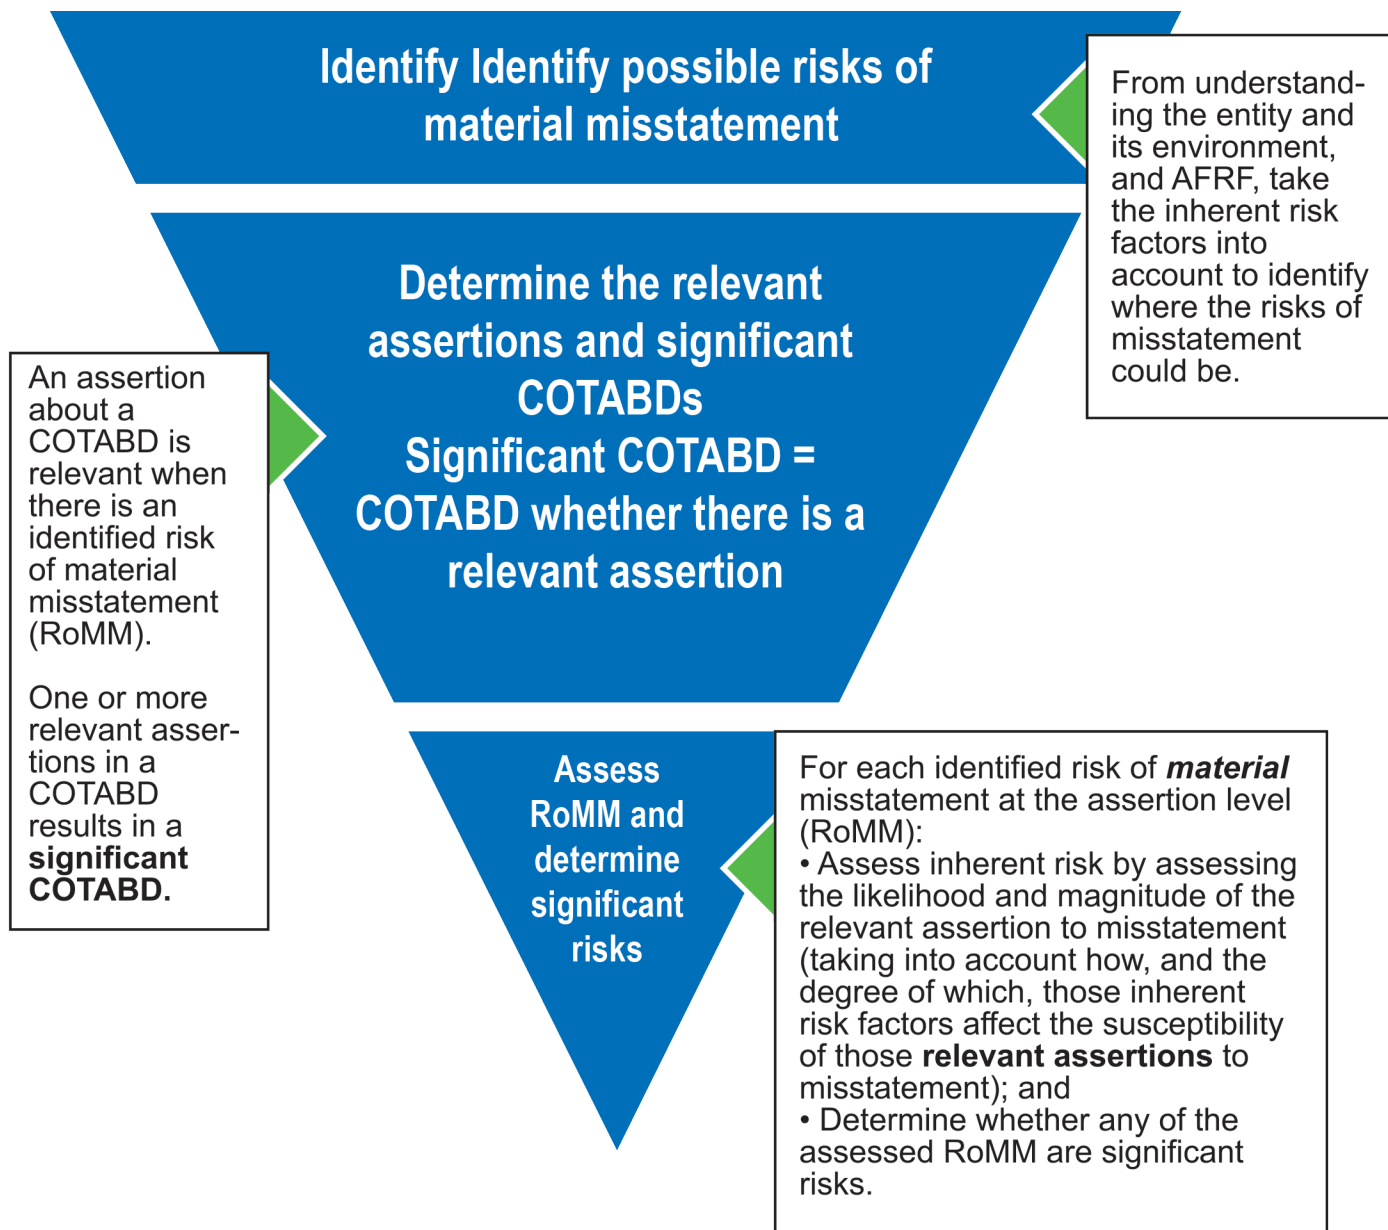 Identify Identify possible risks of
material misstatement
From understand-
ing the entity and
its environment,
and AFRF, take
the inherent risk
factors into
account to identify
where the risks of
misstatement
could be.
Determine the relevant
assertions and significant
COTABDs
Significant COTABD =
COTABD whether there is a
relevant assertion
An assertion
about a
COTABD is
relevant when
there is an
identified risk
of material
misstatement
(RoMM).
One or more
relevant asser-
tions in a
COTABD
results in a
significant
COTABD.
Assess
RoMM and
determine
significant
risks
For each identified risk of material
misstatement at the assertion level
(RoMM):
• Assess inherent risk by assessing
the likelihood and magnitude of the
relevant assertion to misstatement
(taking into account how, and the
degree of which, those inherent
risk factors affect the susceptibility
of those relevant assertions to
misstatement); and
• Determine whether any of the
assessed RoMM are significant
risks.